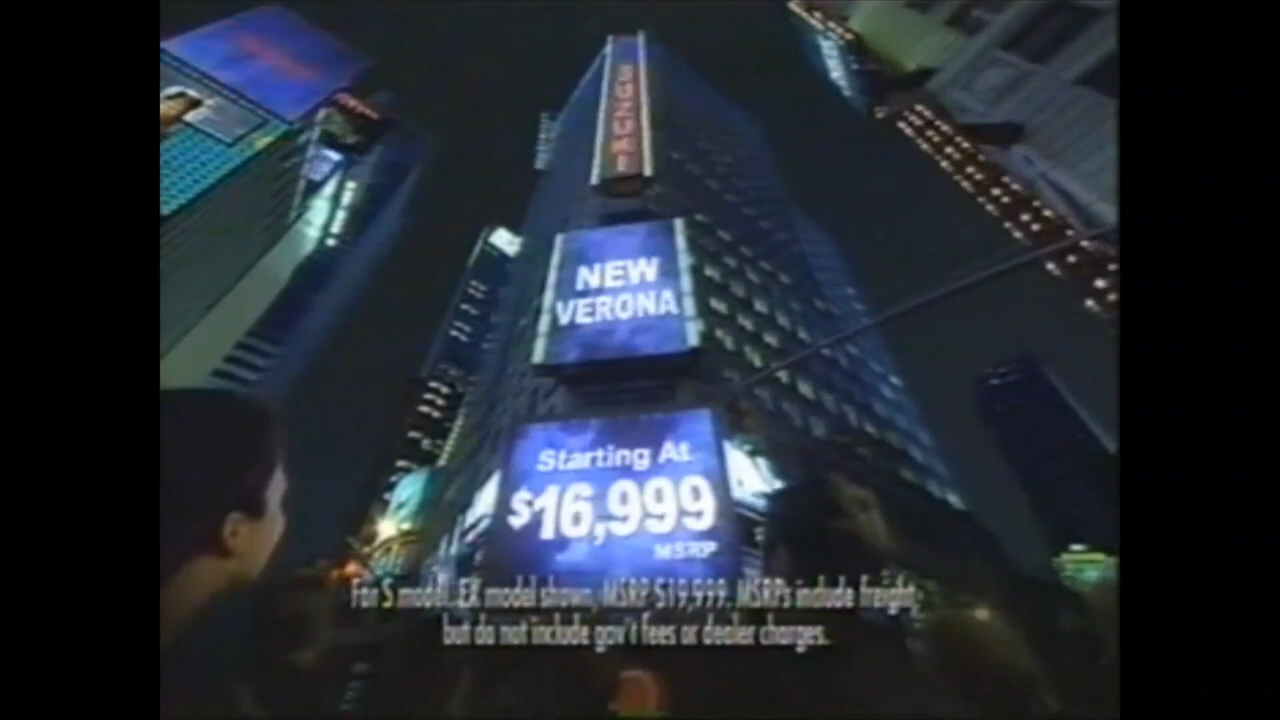 SUZUKI
NEW
VERONA
Starting At
$16,999
MSRP
For S model. EX model shown, MSRP $19,999. MSRPs include freight,
but do not include gov't fees or dealer charges.